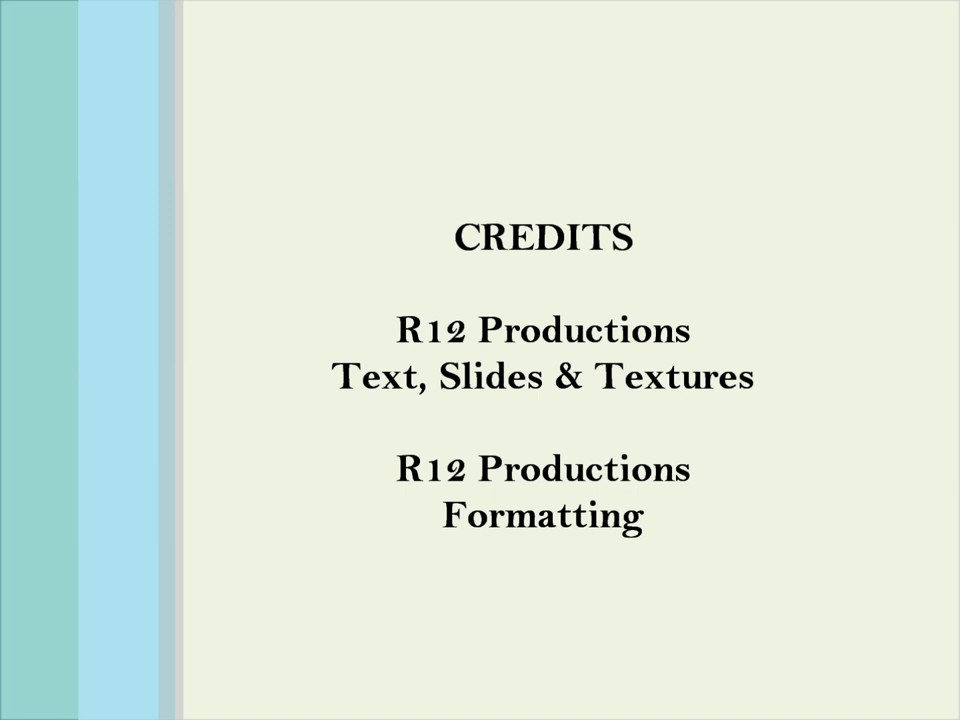 CREDITS
R12 Productions
Text, Slides & Textures
R12 Productions
Formatting